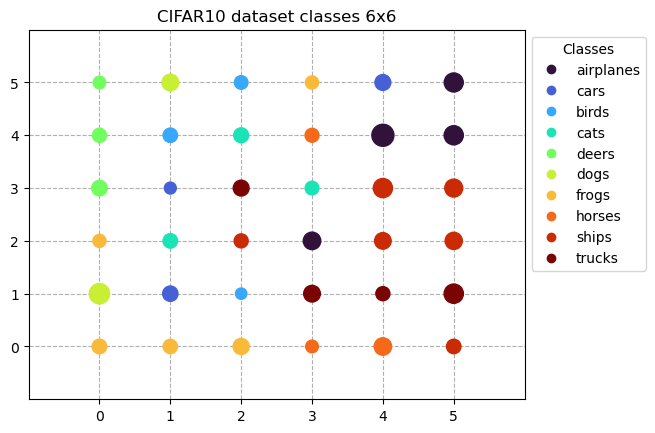 CIFAR10 dataset classes 6x6
5
4
3
2
1
0
0 1 2 3 4 5
Classes
airplanes
cars
birds
cats
deers
dogs
frogs
horses
ships
trucks